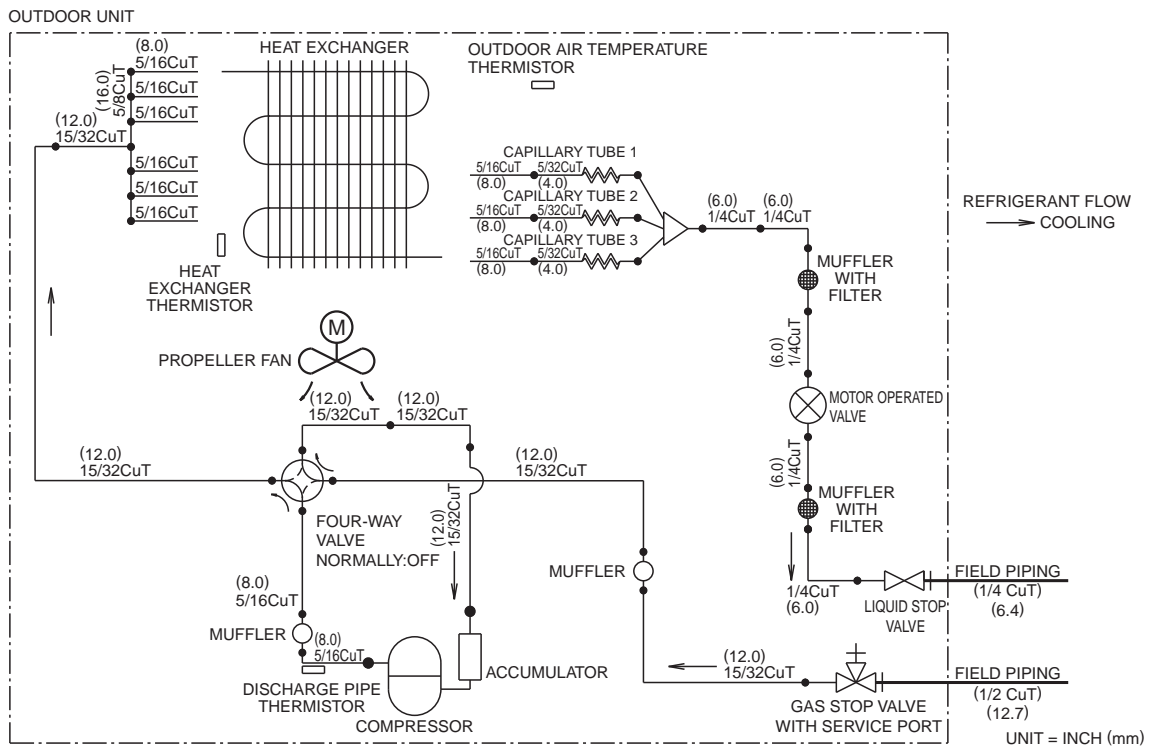 OUTDOOR UNIT
(8.0)
5/16CuT
5/16CuT
5/16CuT
(16.0)
5/8CuT
(12.0)
15/32CuT
5/16CuT
5/16CuT
5/16CuT
HEAT EXCHANGER
HEAT
EXCHANGER
THERMISTOR
OUTDOOR AIR TEMPERATURE
THERMISTOR
CAPILLARY TUBE 1
5/16CuT
5/32CuT
(8.0)
(4.0)
CAPILLARY TUBE 2
5/16CuT
5/32CuT
(8.0)
(4.0)
CAPILLARY TUBE 3
5/16CuT
5/32CuT
(8.0)
(4.0)
(6.0)
1/4CuT
(6.0)
1/4CuT
REFRIGERANT FLOW
COOLING
MUFFLER
WITH
FILTER
(6.0)
1/4CuT
MOTOR OPERATED
VALVE
(6.0)
1/4CuT
MUFFLER
WITH
FILTER
M
PROPELLER FAN
(12.0)
15/32CuT
(12.0)
15/32CuT
(12.0)
15/32CuT
(12.0)
15/32CuT
(12.0)
15/32CuT
FOUR-WAY
VALVE
NORMALLY:OFF
(8.0)
5/16CuT
MUFFLER
(8.0)
5/16CuT
DISCHARGE PIPE
THERMISTOR
COMPRESSOR
ACCUMULATOR
MUFFLER
1/4CuT
(6.0)
LIQUID STOP
VALVE
FIELD PIPING
(1/4 CuT)
(6.4)
(12.0)
15/32CuT
GAS STOP VALVE
WITH SERVICE PORT
FIELD PIPING
(1/2 CuT)
(12.7)
UNIT = INCH (mm)